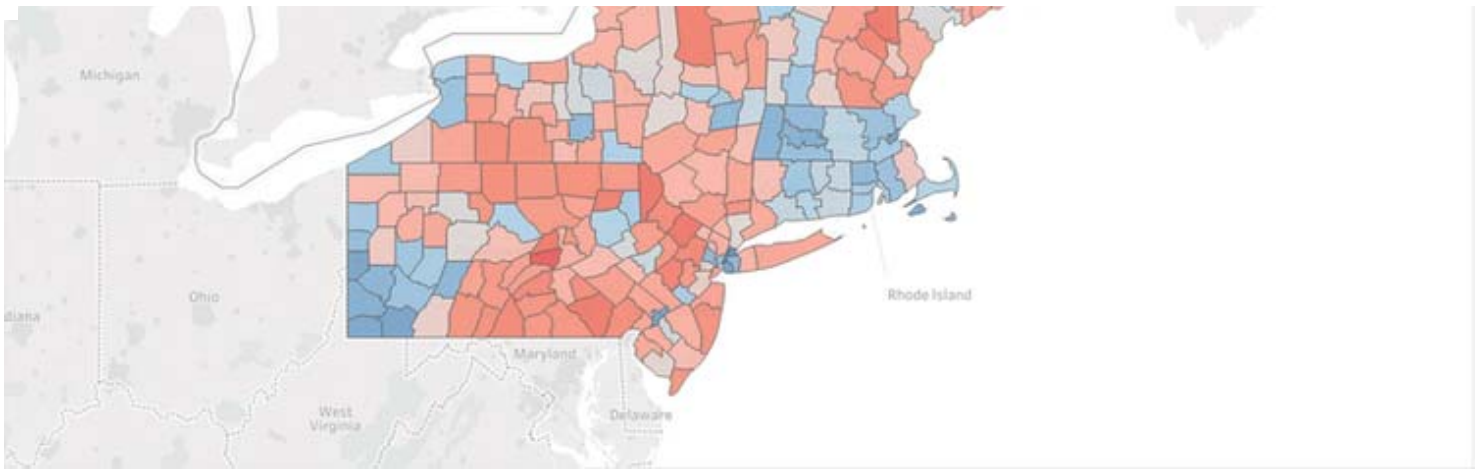 Michigan
Ohio
diana
Rhode Island
Maryland
West
Virginia
Delaware